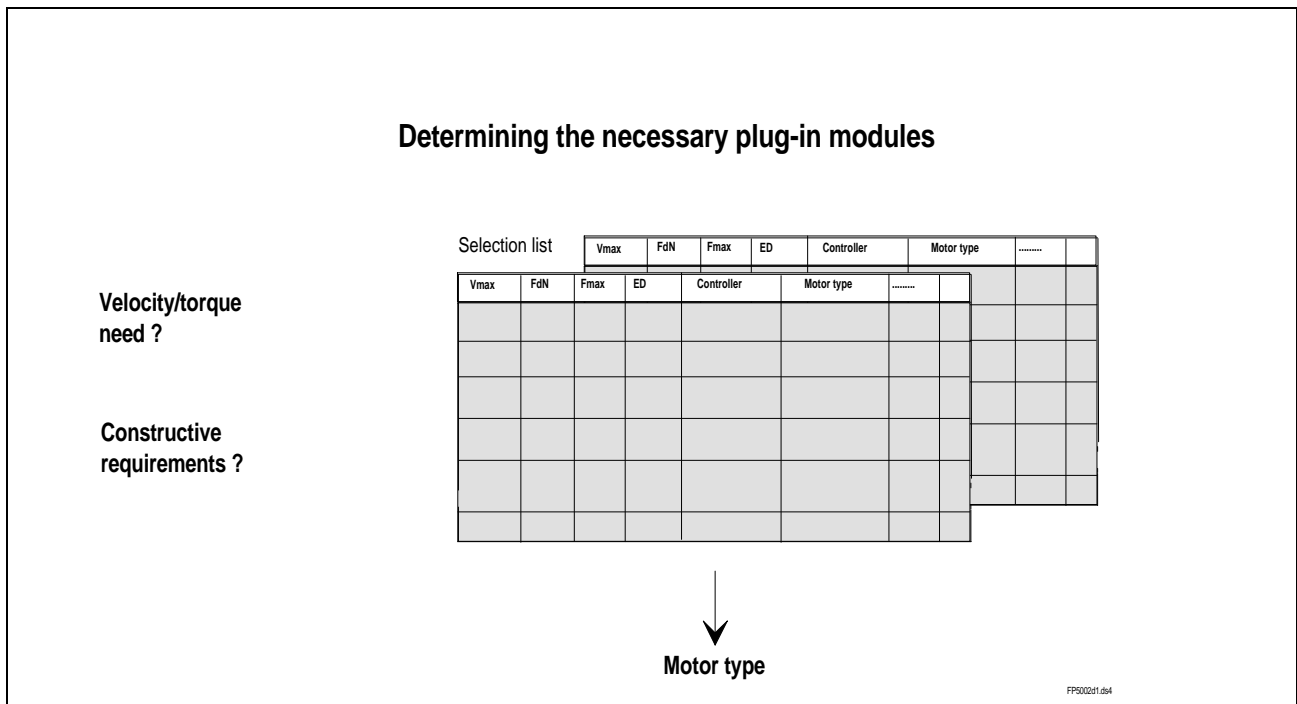 Determining the necessary plug-in modules
Selection list
Vmax FdN Fmax ED Controller Motor type .........
Vmax FdN Fmax ED Controller Motor type .........
Velocity/torque
need ?
Constructive
requirements ?
Motor type
FP5002d1.ds4